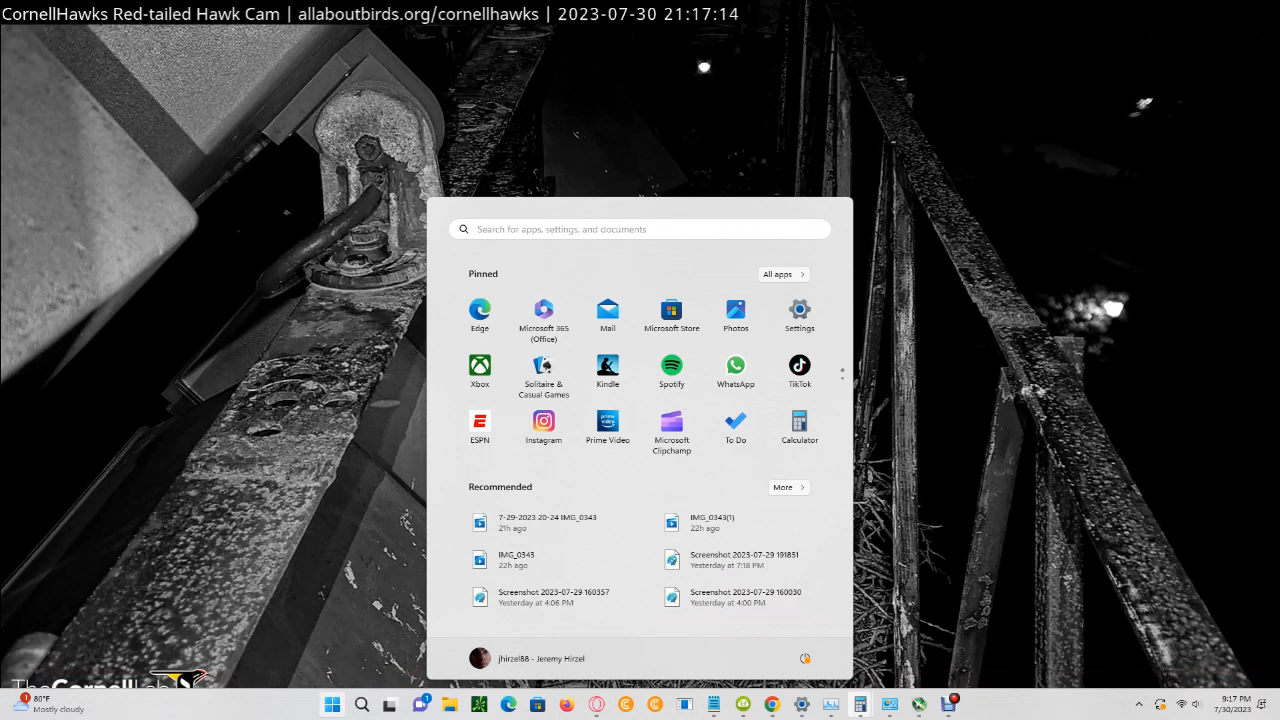 CornellHawks Red-tailed Hawk Cam | allaboutbirds.org/cornellhawks | 2023-07-30 21:17:14
Search for apps, settings, and documents
Pinned
All apps
Edge
Microsoft 365
(Office)
Mail
Microsoft Store
Photos
Settings
Xbox
Solitaire &
Casual Games
Kindle
Spotify
WhatsApp
TikTok
ESPN
Instagram
prime
video
Prime Video
Microsoft
Clipchamp
To Do
Calculator
Recommended
More
7-29-2023 20-24 IMG_0343
21h ago
IMG_0343(1)
22h ago
IMG_0343
22h ago
Screenshot 2023-07-29 191851
Yesterday at 7:18 PM
Screenshot 2023-07-29 160357
Yesterday at 4:06 PM
Screenshot 2023-07-29 160030
Yesterday at 4:00 PM
jhirzel88 - Jeremy Hirzel
TheCornellLab
1
80°F
Mostly cloudy
1
9:17 PM
7/30/2023